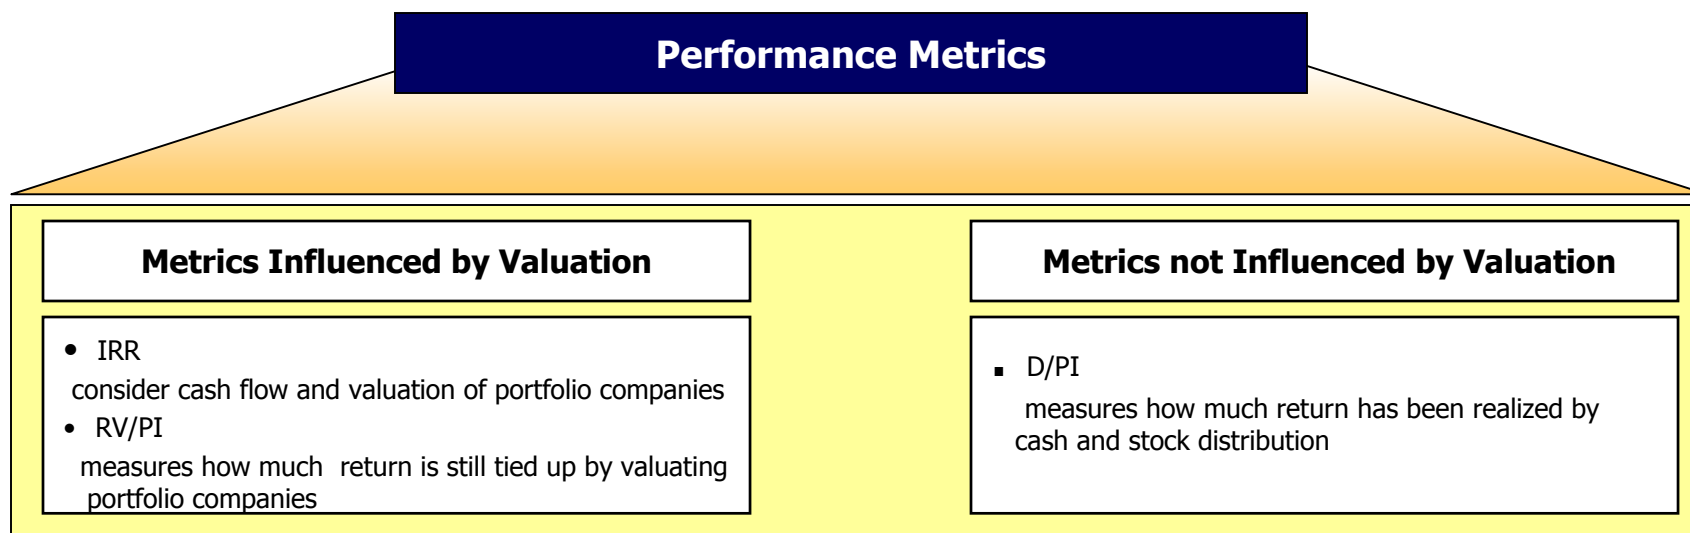 Performance Metrics
Metrics Influenced by Valuation
• IRR
consider cash flow and valuation of portfolio companies
• RV/PI
measures how much return is still tied up by valuating
portfolio companies
Metrics not Influenced by Valuation
▪ D/PI
measures how much return has been realized by
cash and stock distribution